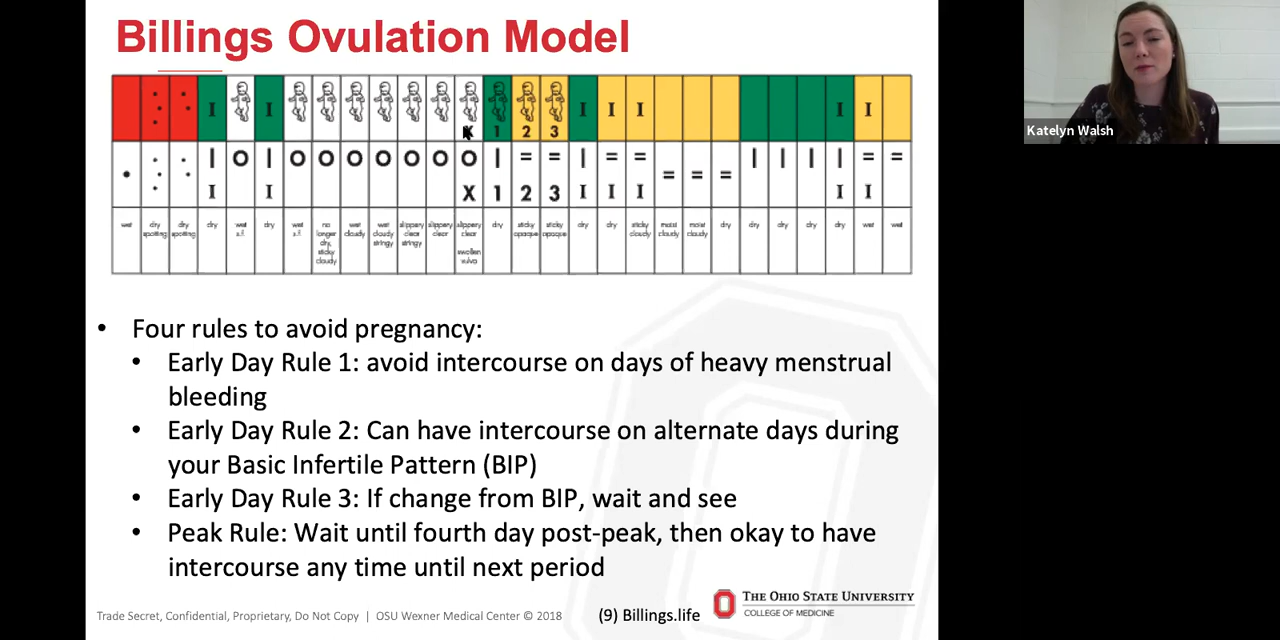 Billings Ovulation Model
I I K 1 2 3 I I I I I
| O | O O O O O O O | = = | = = = = = | | | | = =
I I X 1 2 3 I I I I I
wet dry spotting dry spotting dry wet s.f. dry wet s.f. no longer dry, sticky cloudy wet cloudy wet cloudy stringy slippery clear stringy slippery clear slippery clear swollen vulva dry sticky opaque sticky opaque dry dry sticky cloudy moist cloudy moist cloudy dry dry dry dry dry wet wet
Katelyn Walsh
• Four rules to avoid pregnancy:
• Early Day Rule 1: avoid intercourse on days of heavy menstrual
bleeding
• Early Day Rule 2: Can have intercourse on alternate days during
your Basic Infertile Pattern (BIP)
• Early Day Rule 3: If change from BIP, wait and see
• Peak Rule: Wait until fourth day post-peak, then okay to have
intercourse any time until next period
Trade Secret, Confidential, Proprietary, Do Not Copy | OSU Wexner Medical Center © 2018
(9) Billings.life
THE OHIO STATE UNIVERSITY
COLLEGE OF MEDICINE